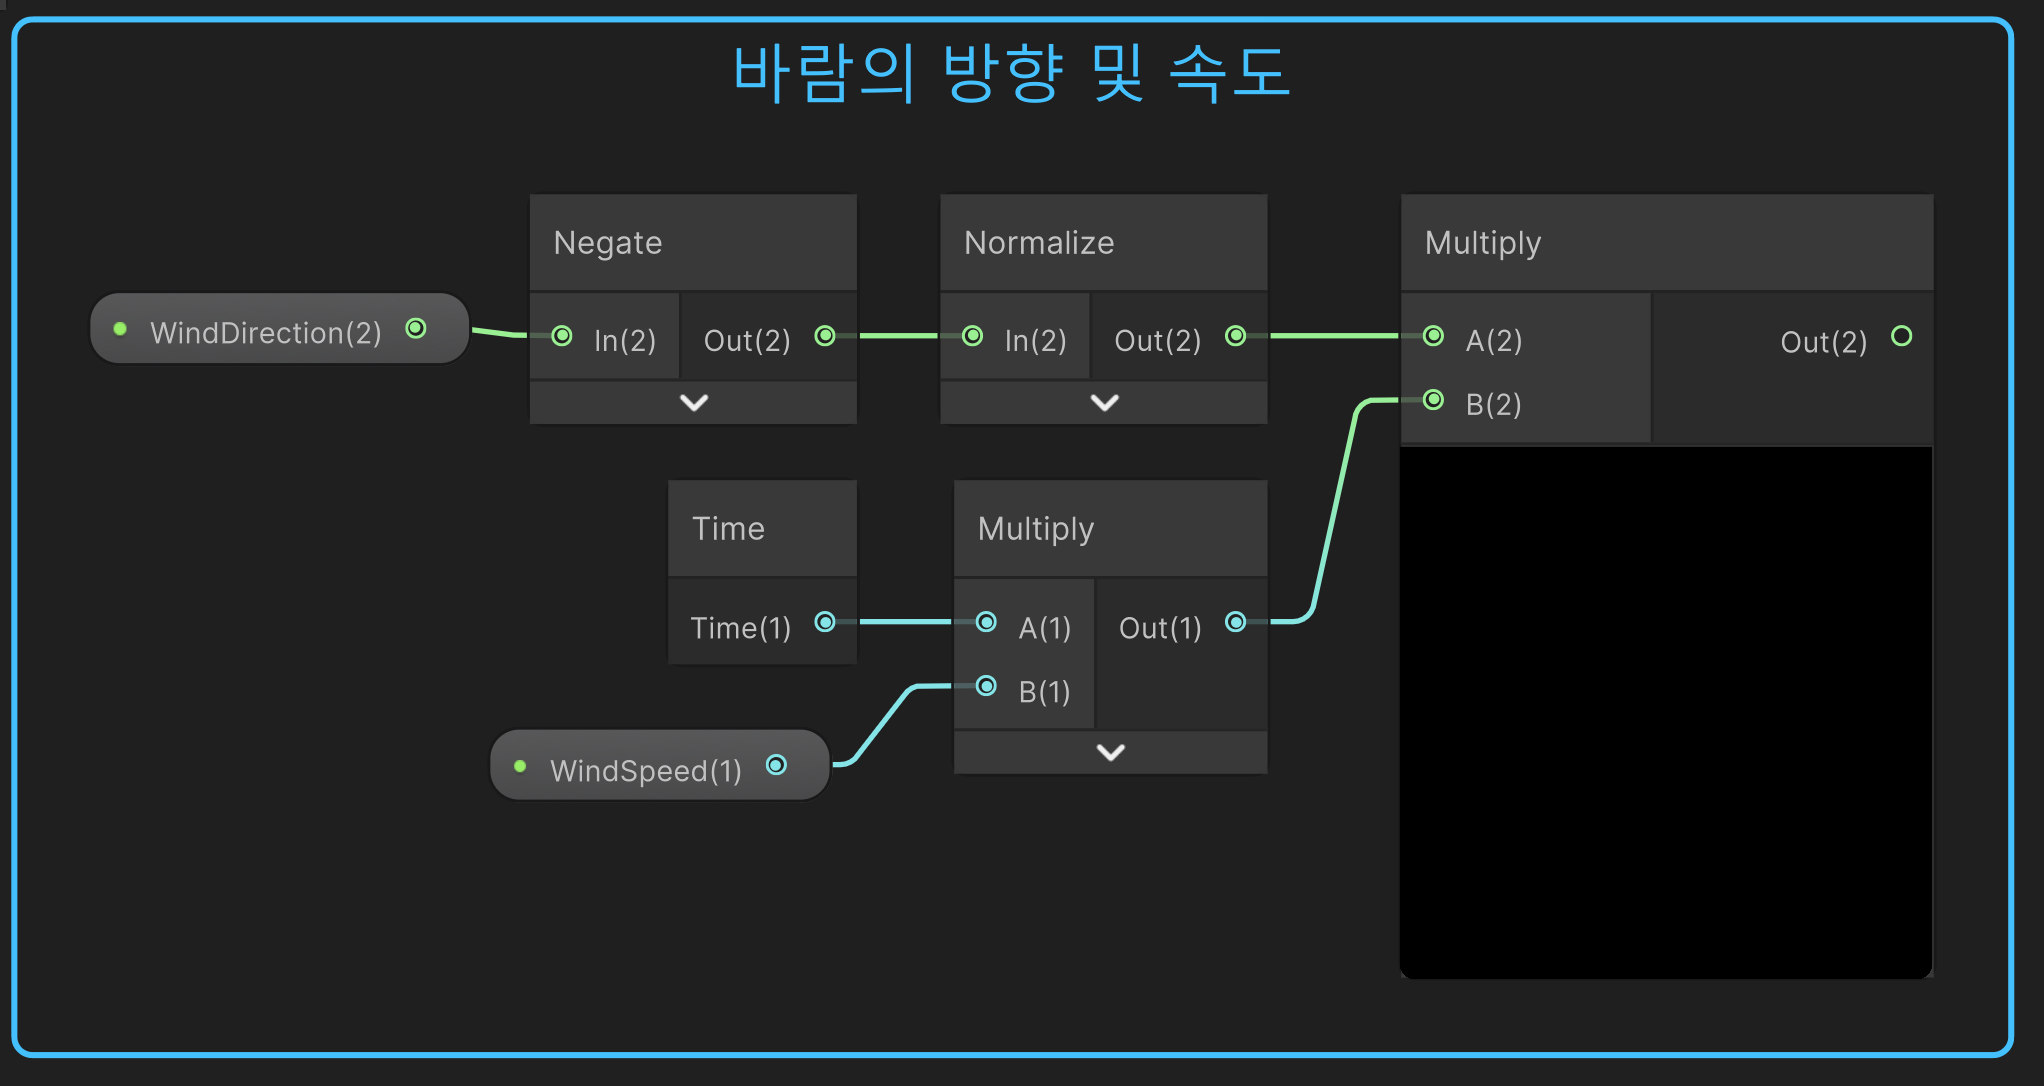 바람의 방향 및 속도
WindDirection(2)
Negate
In(2)
Out(2)
Normalize
In(2)
Out(2)
Multiply
A(2)
B(2)
Out(2)
Time
Time(1)
WindSpeed(1)
Multiply
A(1)
B(1)
Out(1)